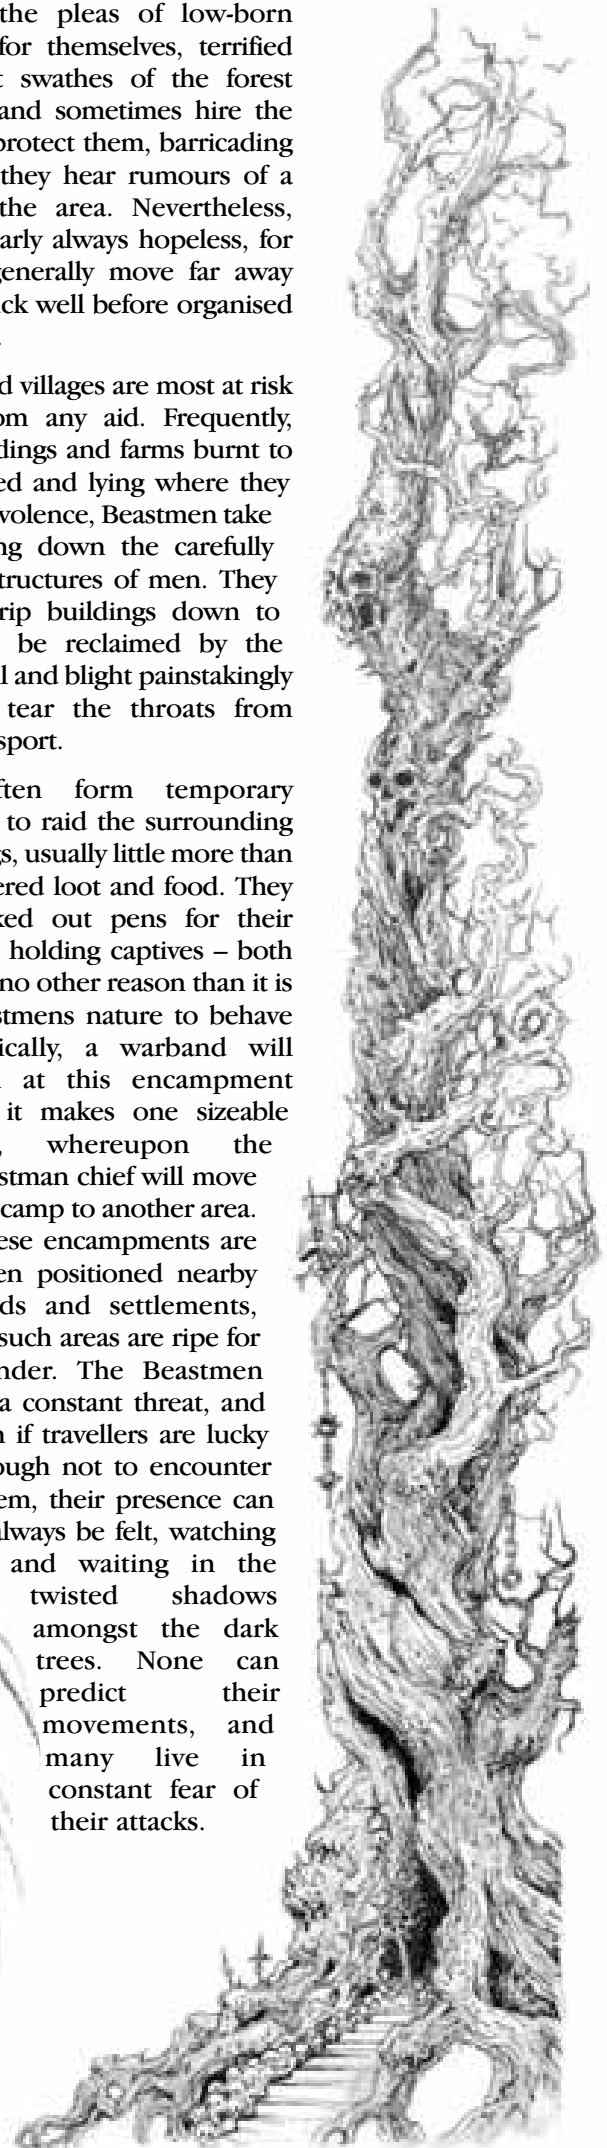 the pleas of low-born
for themselves, terrified
t swathes of the forest
and sometimes hire the
protect them, barricading
they hear rumours of a
the area. Nevertheless,
arly always hopeless, for
generally move far away
ck well before organised
.
d villages are most at risk
om any aid. Frequently,
dings and farms burnt to
ed and lying where they
volence, Beastmen take
ng down the carefully
tructures of men. They
rip buildings down to
be reclaimed by the
l and blight painstakingly
tear the throats from
sport.
ften form temporary
to raid the surrounding
gs, usually little more than
ered loot and food. They
ked out pens for their
holding captives – both
no other reason than it is
stmens nature to behave
ically, a warband will
at this encampment
it makes one sizeable
, whereupon the
stman chief will move
camp to another area.
ese encampments are
en positioned nearby
ds and settlements,
such areas are ripe for
nder. The Beastmen
a constant threat, and
n if travellers are lucky
ough not to encounter
em, their presence can
always be felt, watching
and waiting in the
twisted shadows
amongst the dark
trees. None can
predict their
movements, and
many live in
constant fear of
their attacks.